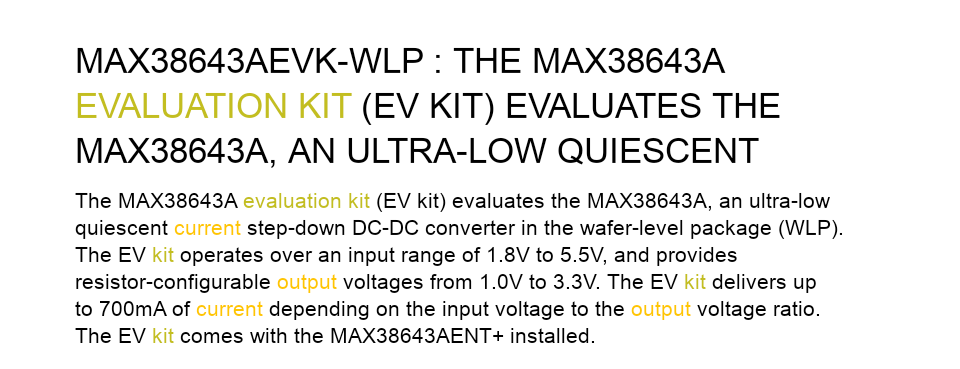 MAX38643AEVK-WLP : THE MAX38643A
EVALUATION KIT (EV KIT) EVALUATES THE
MAX38643A, AN ULTRA-LOW QUIESCENT
The MAX38643A evaluation kit (EV kit) evaluates the MAX38643A, an ultra-low
quiescent current step-down DC-DC converter in the wafer-level package (WLP).
The EV kit operates over an input range of 1.8V to 5.5V, and provides
resistor-configurable output voltages from 1.0V to 3.3V. The EV kit delivers up
to 700mA of current depending on the input voltage to the output voltage ratio.
The EV kit comes with the MAX38643AENT+ installed.